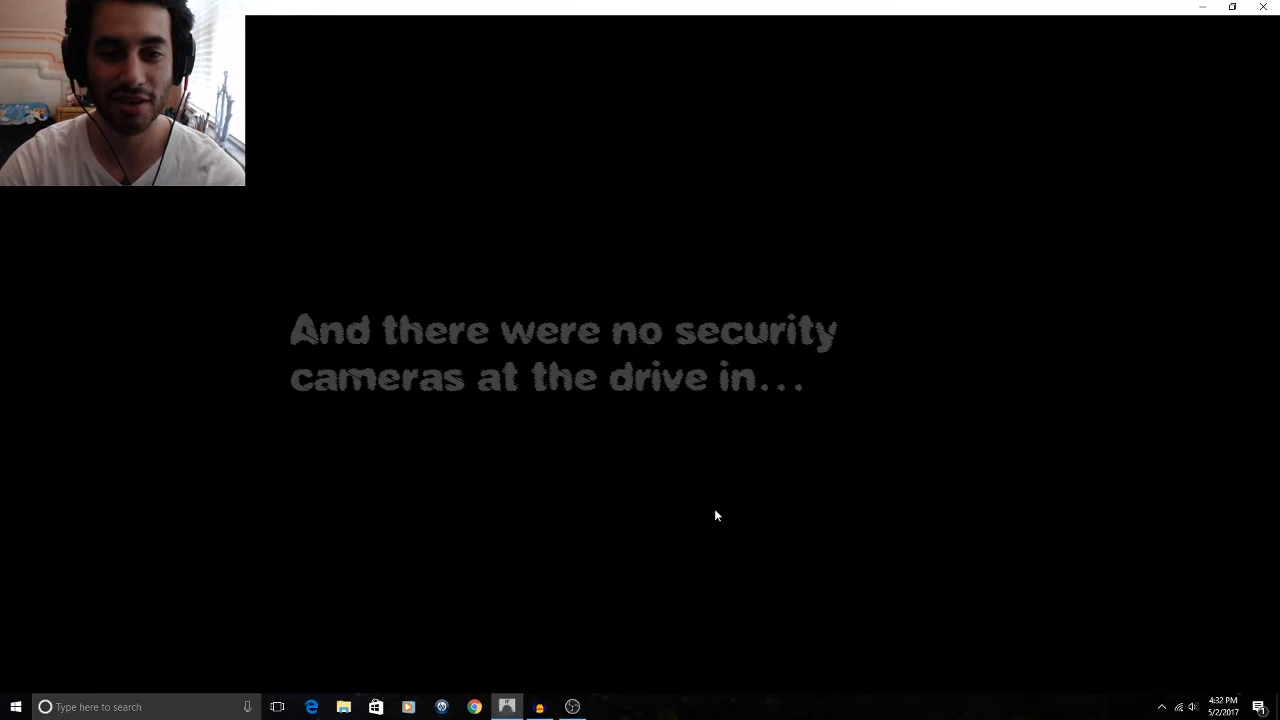 And there were no security
cameras at the drive in...
Type here to search
4:32 PM
5/2/2017